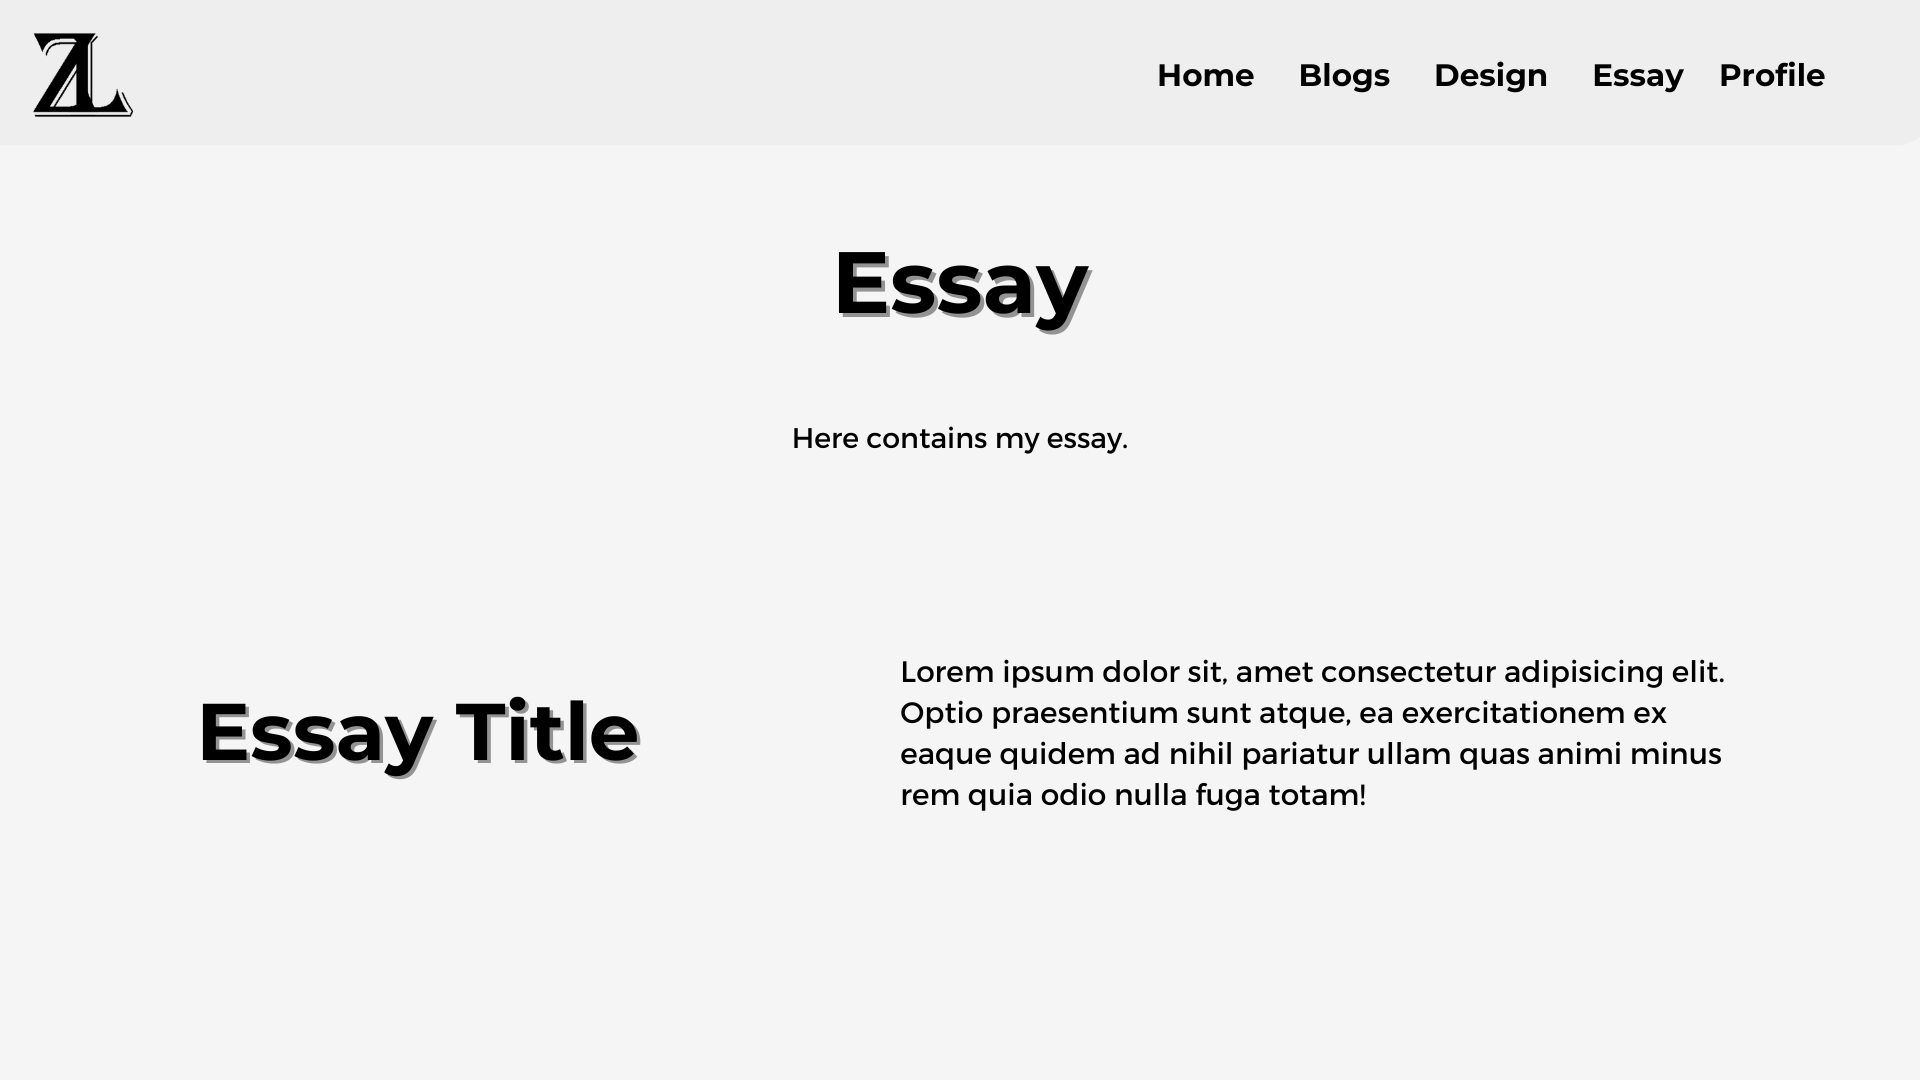 ZL
Home Blogs Design Essay Profile
Essay
Here contains my essay.
Essay Title
Lorem ipsum dolor sit, amet consectetur adipisicing elit.
Optio praesentium sunt atque, ea exercitationem ex
eaque quidem ad nihil pariatur ullam quas animi minus
rem quia odio nulla fuga totam!